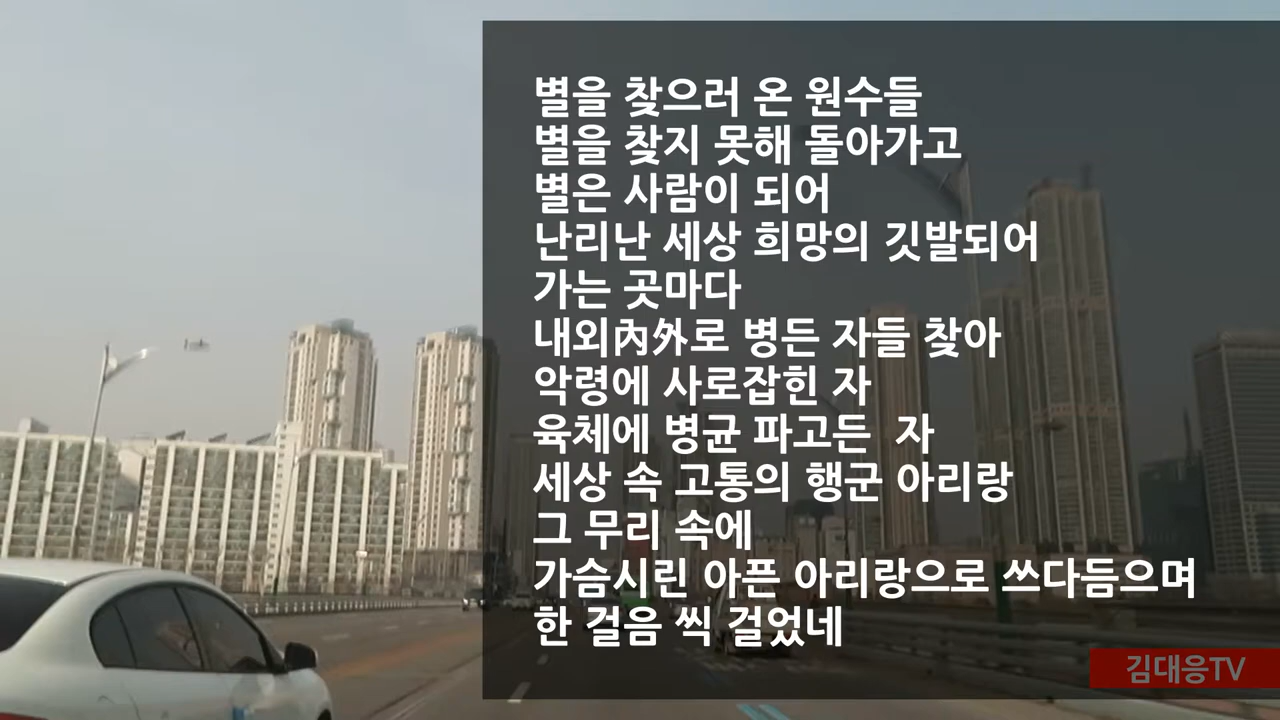 별을 찾으러 온 원수들
별을 찾지 못해 돌아가고
별은 사람이 되어
난리난 세상 희망의 깃발되어
가는 곳마다
내외內外로 병든 자들 찾아
악령에 사로잡힌 자
육체에 병균 파고든 자
세상 속 고통의 행군 아리랑
그 무리 속에
가슴시린 아픈 아리랑으로 쓰다듬으며
한 걸음 씩 걸었네
김대응TV